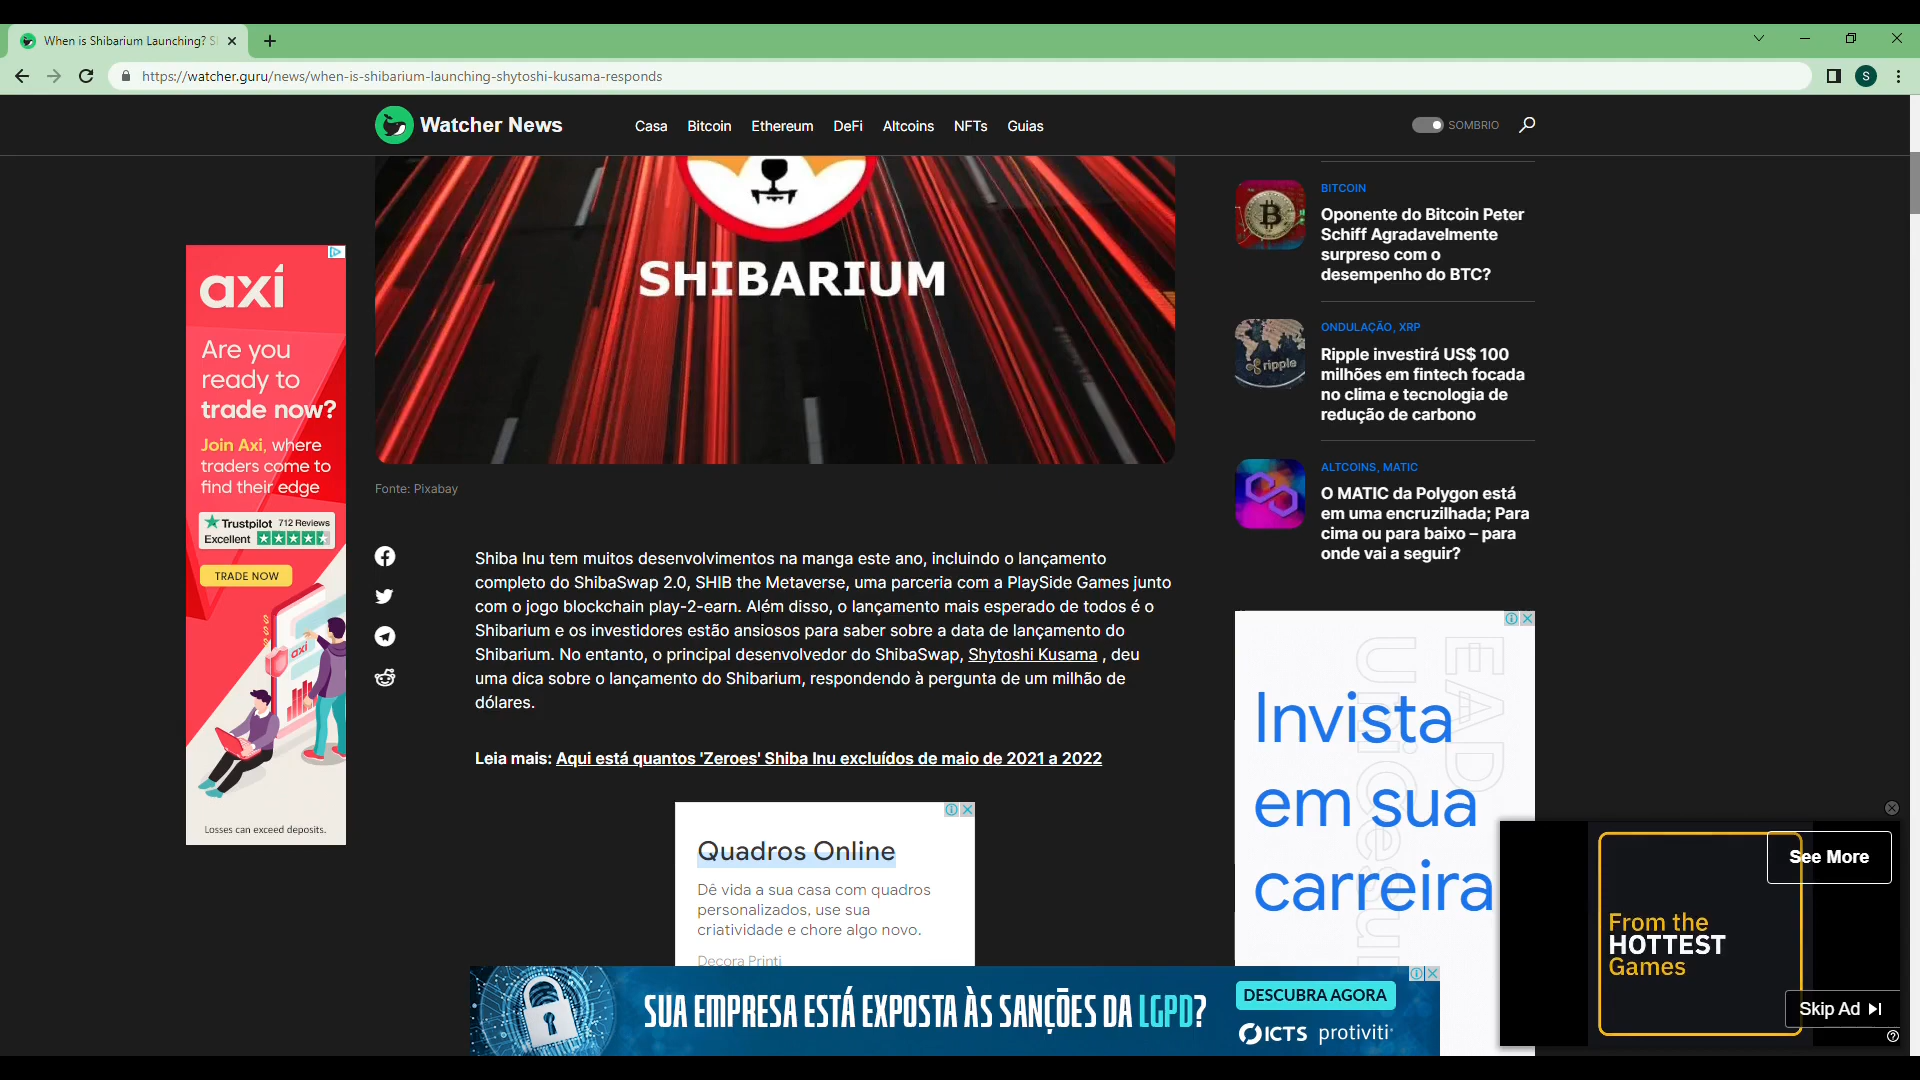 When is Shibarium Launching?
https://watcher.guru/news/when-is-shibarium-launching-shytoshi-kusama-responds
S
Watcher News
Casa
Bitcoin
Ethereum
DeFi
Altcoins
NFTs
Guias
SOMBRIO
SHIBARIUM
axi
Are you
ready to
trade now?
Join Axi, where
traders come to
find their edge
Trustpilot 712 Reviews
Excellent
TRADE NOW
axi
Losses can exceed deposits.
Fonte: Pixabay
Shiba Inu tem muitos desenvolvimentos na manga este ano, incluindo o lançamento
completo do ShibaSwap 2.0, SHIB the Metaverse, uma parceria com a PlaySide Games junto
com o jogo blockchain play-2-earn. Além disso, o lançamento mais esperado de todos é o
Shibarium e os investidores estão ansiosos para saber sobre a data de lançamento do
Shibarium. No entanto, o principal desenvolvedor do ShibaSwap, Shytoshi Kusama , deu
uma dica sobre o lançamento do Shibarium, respondendo à pergunta de um milhão de
dólares.
Leia mais: Aqui está quantos 'Zeroes' Shiba Inu excluídos de maio de 2021 a 2022
Quadros Online
Dê vida a sua casa com quadros
personalizados, use sua
criatividade e chore algo novo.
Decora Printi
BITCOIN
Oponente do Bitcoin Peter
Schiff Agradavelmente
surpreso com o
desempenho do BTC?
ONDULAÇÃO, XRP
ripple
Ripple investirá US$ 100
milhões em fintech focada
no clima e tecnologia de
redução de carbono
ALTCOINS, MATIC
O MATIC da Polygon está
em uma encruzilhada; Para
cima ou para baixo – para
onde vai a seguir?
EAD
Unicesum
Invista
em sua
carreira
See More
From the
HOTTEST
Games
Skip Ad
SUA EMPRESA ESTÁ EXPOSTA ÀS SANÇÕES DA LGPD?
DESCUBRA AGORA
ICTS protiviti